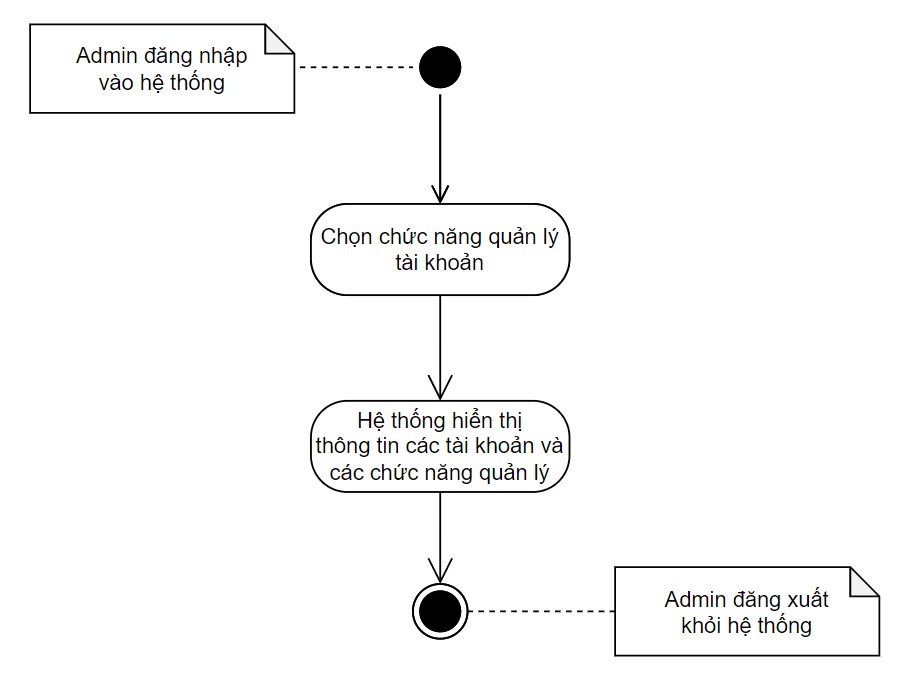 Admin đăng nhập
vào hệ thống
Chọn chức năng quản lý
tài khoản
Hệ thống hiển thị
thông tin các tài khoản và
các chức năng quản lý
Admin đăng xuất
khỏi hệ thống